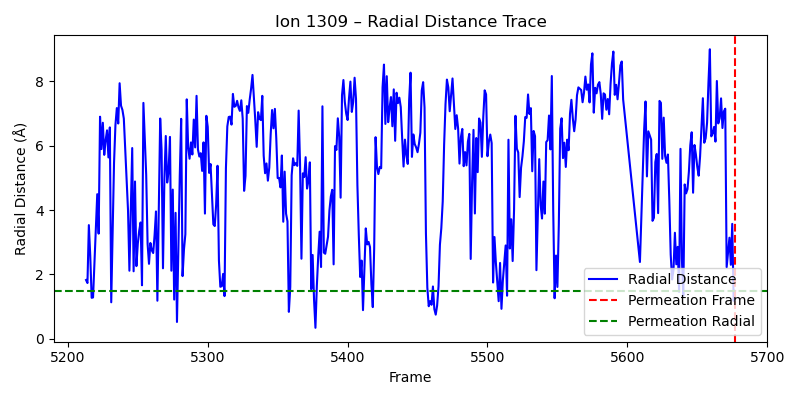 Ion 1309 – Radial Distance Trace
Radial Distance (Å)
8
6
4
2
0
Radial Distance
Permeation Frame
Permeation Radial
5200
5300
5400
5500
5600
5700
Frame